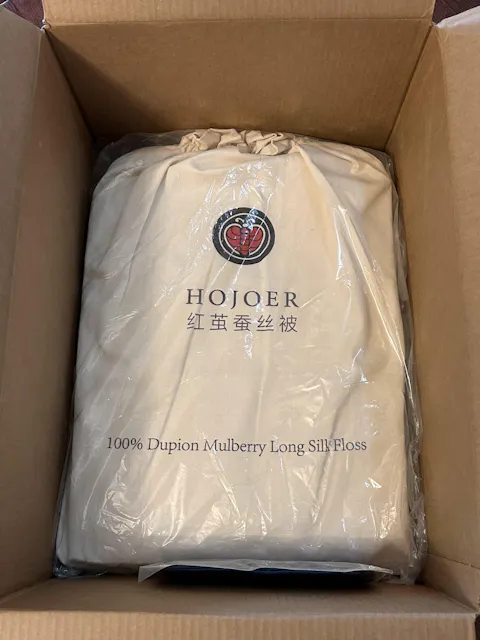 HOJOER
红茧蚕丝被
100% Dupion Mulberry Long Silk Floss